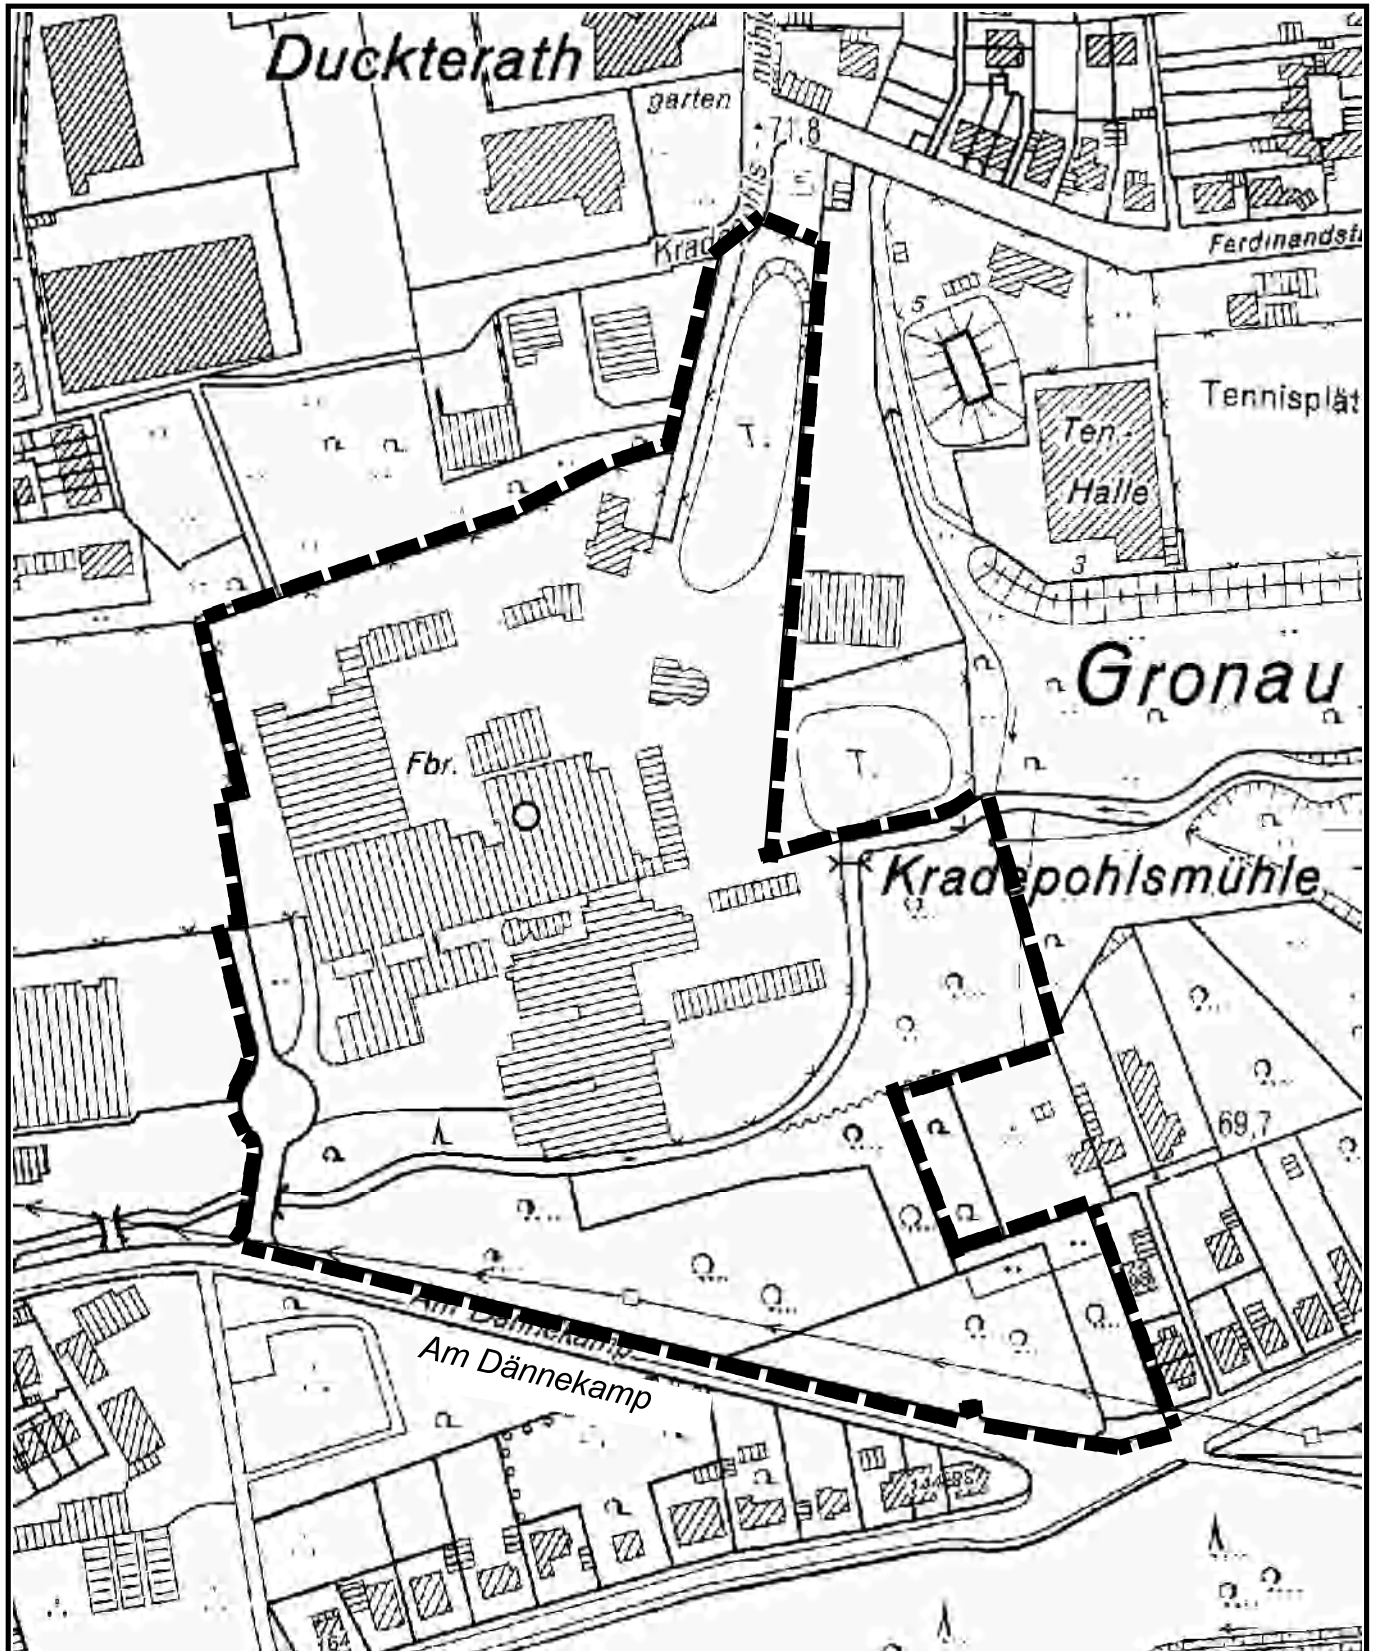 Duckterath
garten
71,8
Ferdinandst
5
Tennisplät
Ten.-
Halle
T.
3
Gronau
Fbr.
T.
Kradepohlsmühle
69,7
Am Dännekamp
Am Dännekamp
164